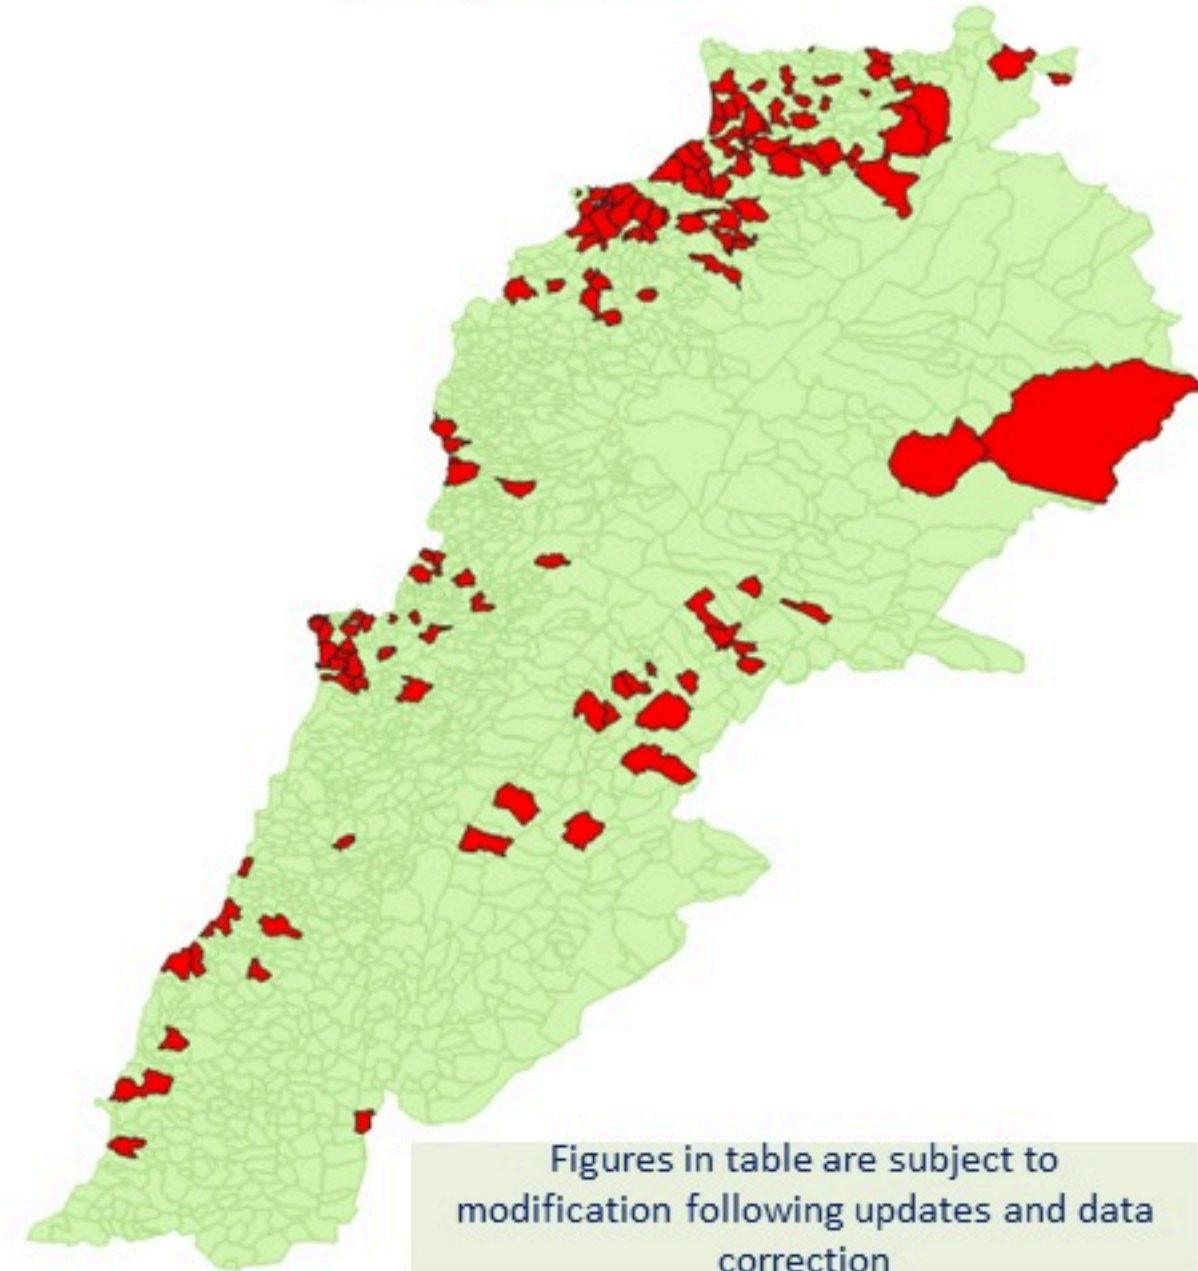 Figures in table are subject to
modification following updates and data
correction